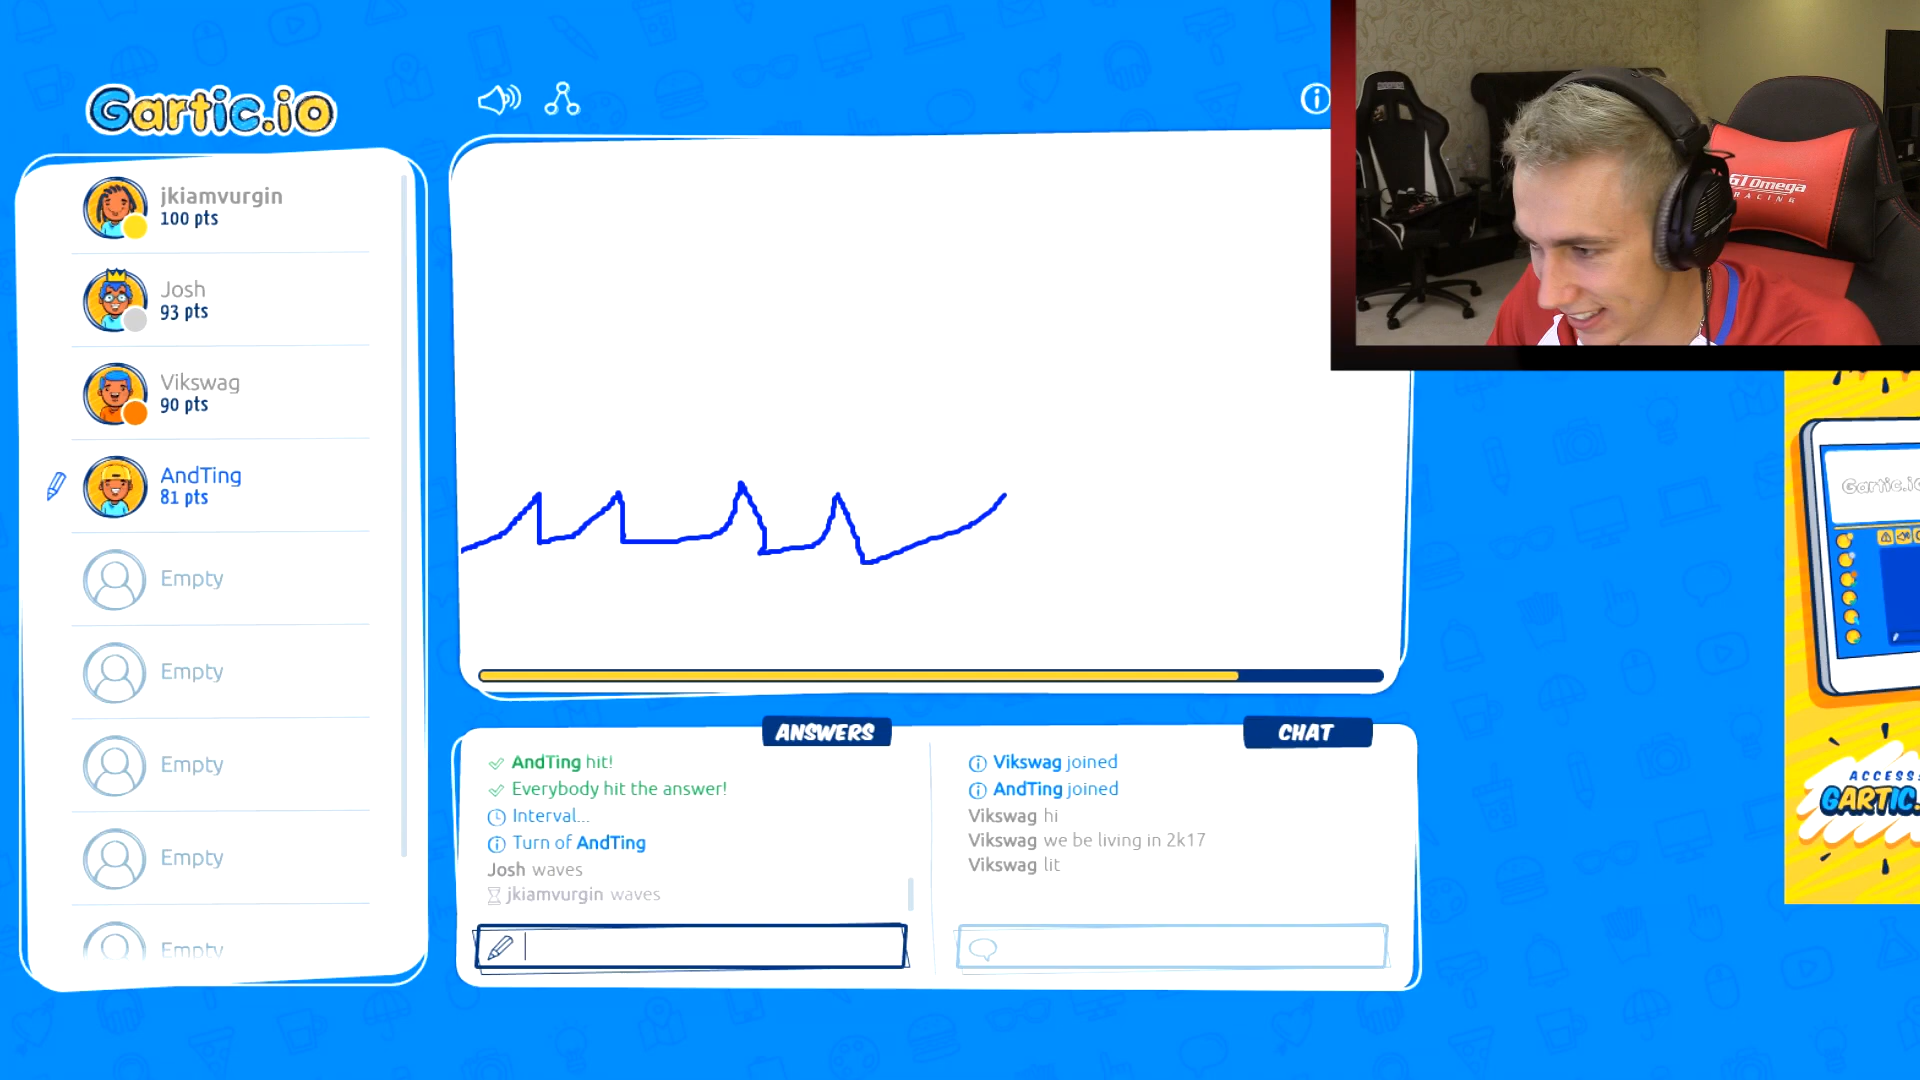 Gartic.io
jkiamvurgin
100 pts
Josh
93 pts
Vikswag
90 pts
AndTing
81 pts
Empty
Empty
Empty
Empty
Empty
ANSWERS
AndTing hit!
Everybody hit the answer!
Interval...
Turn of AndTing
Josh waves
jkiamvurgin waves
CHAT
Vikswag joined
AndTing joined
Vikswag hi
Vikswag we be living in 2k17
Vikswag lit
GT Omega
RACING
Gartic.io
ACCESS
GARTIC.